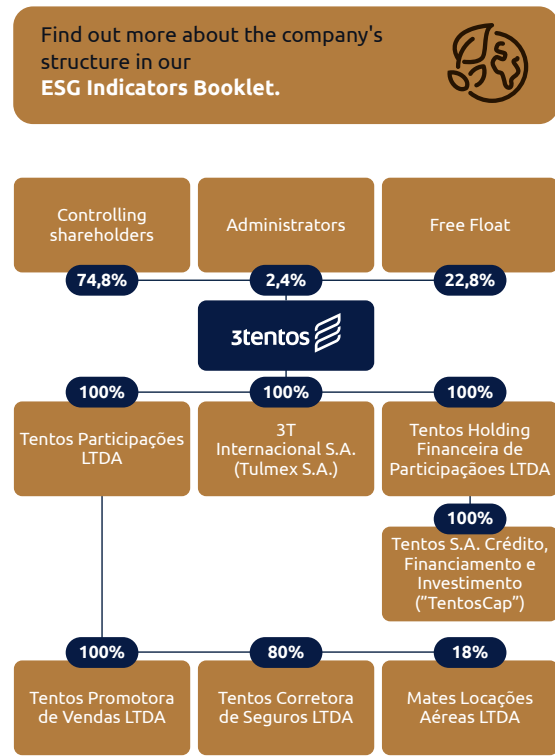 Find out more about the company's
structure in our
ESG Indicators Booklet.
Controlling
shareholders
Administrators
Free Float
74,8%
2,4%
22,8%
3tentos
100%
100%
100%
Tentos Participações
LTDA
3T
Internacional S.A.
(Tulmex S.A.)
Tentos Holding
Financeira de
Participaçãoes LTDA
100%
Tentos S.A. Crédito,
Financiamento e
Investimento
(”TentosCap”)
100%
80%
18%
Tentos Promotora
de Vendas LTDA
Tentos Corretora
de Seguros LTDA
Mates Locações
Aéreas LTDA